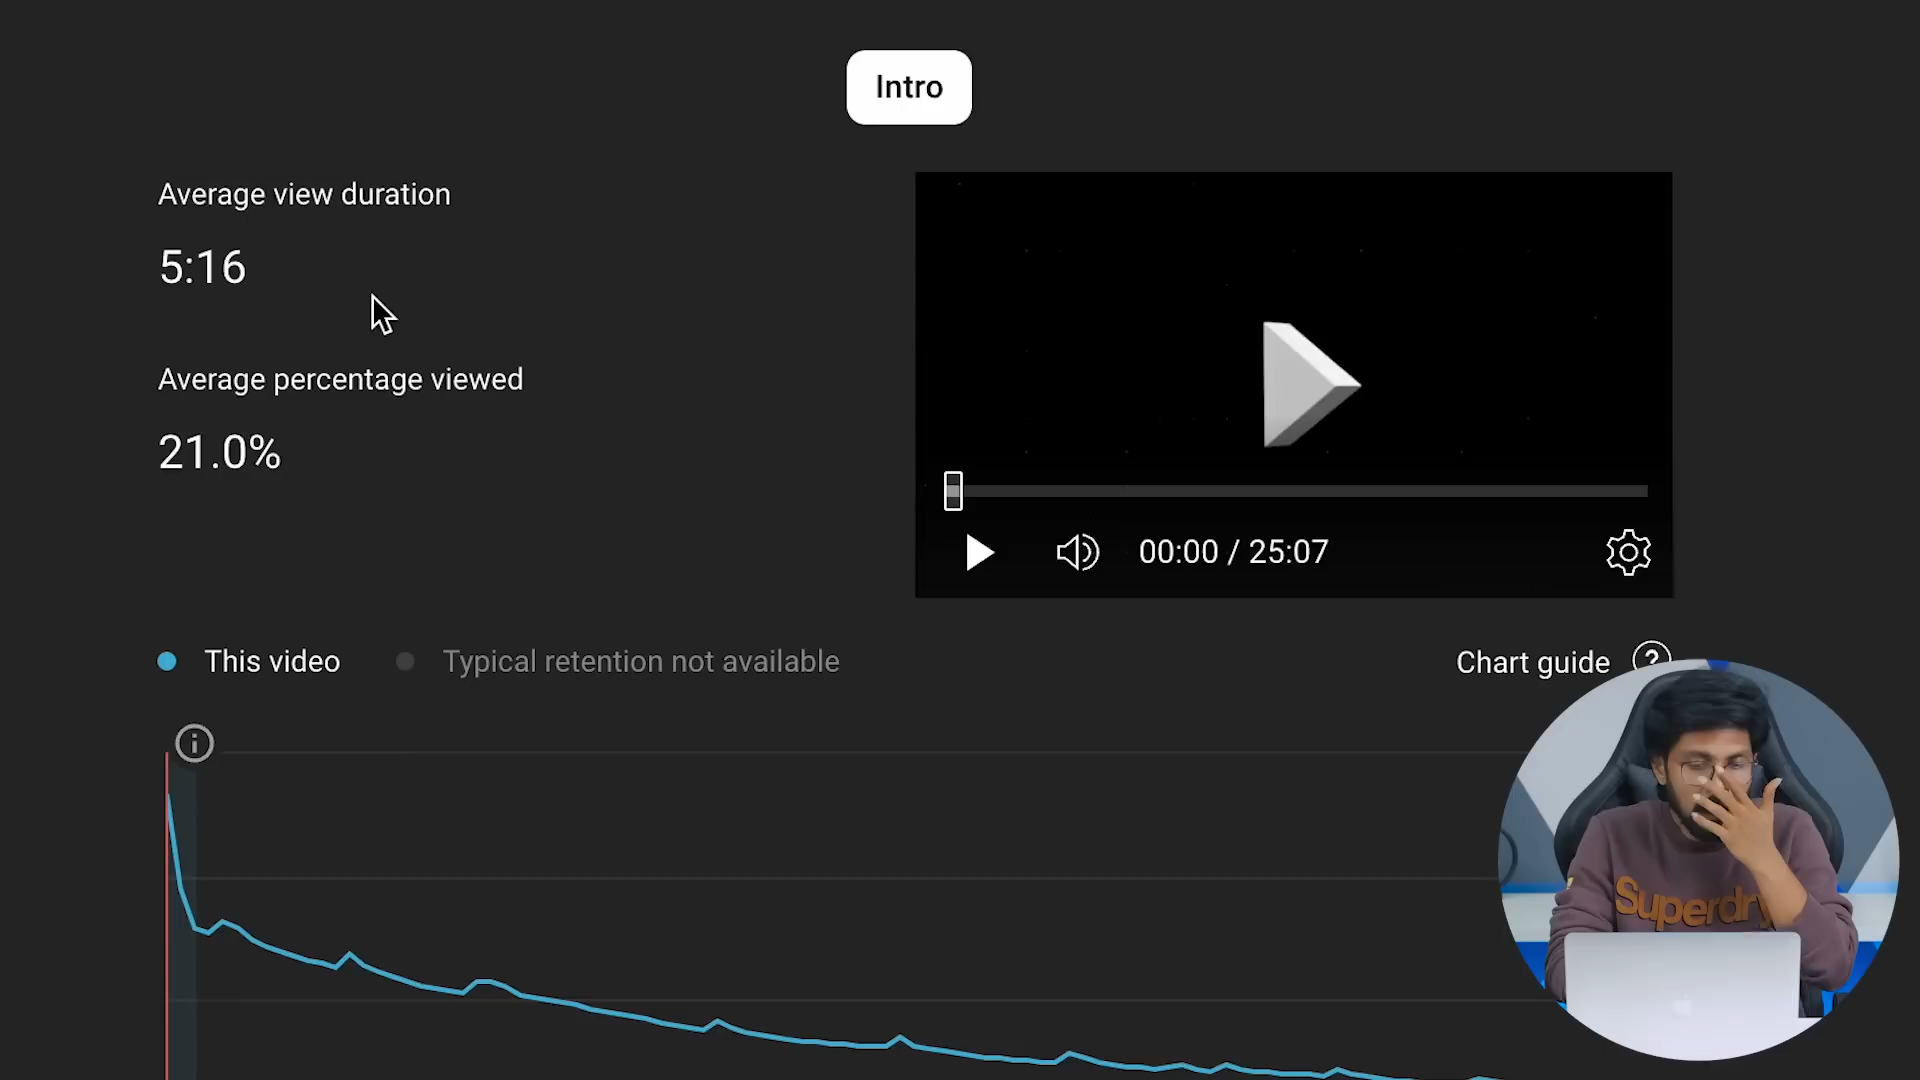 Intro
Average view duration
5:16
Average percentage viewed
21.0%
00:00 / 25:07
This video
Typical retention not available
Chart guide
Superdry